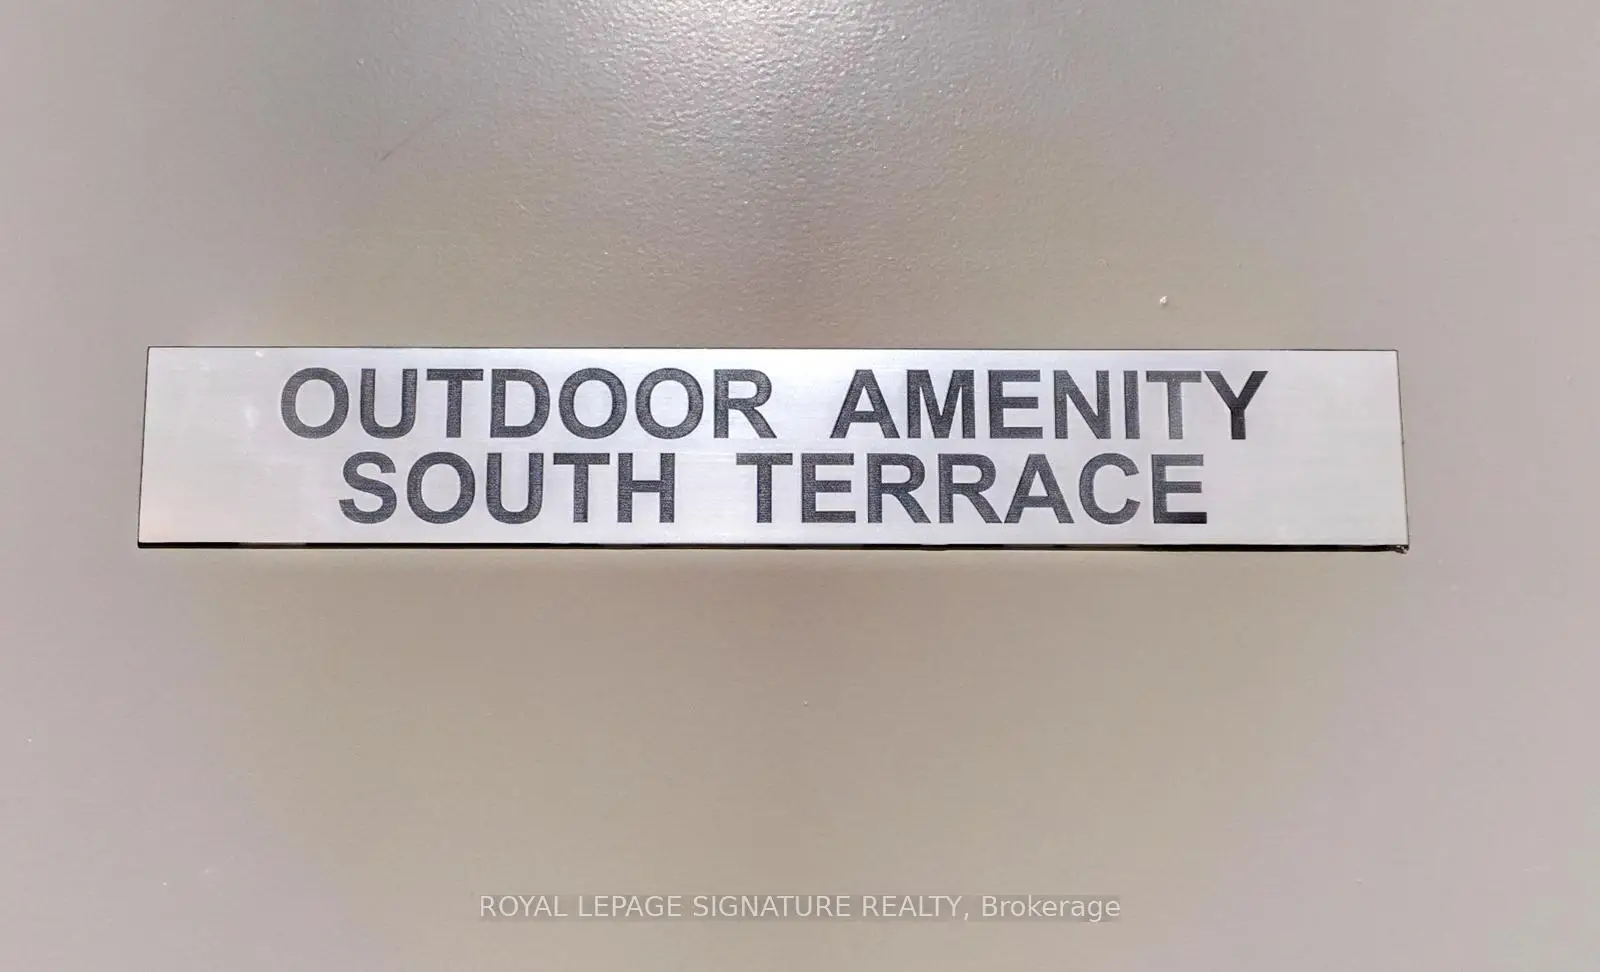 OUTDOOR AMENITY
SOUTH TERRACE
ROYAL LEPAGE SIGNATURE REALTY, Brokerage